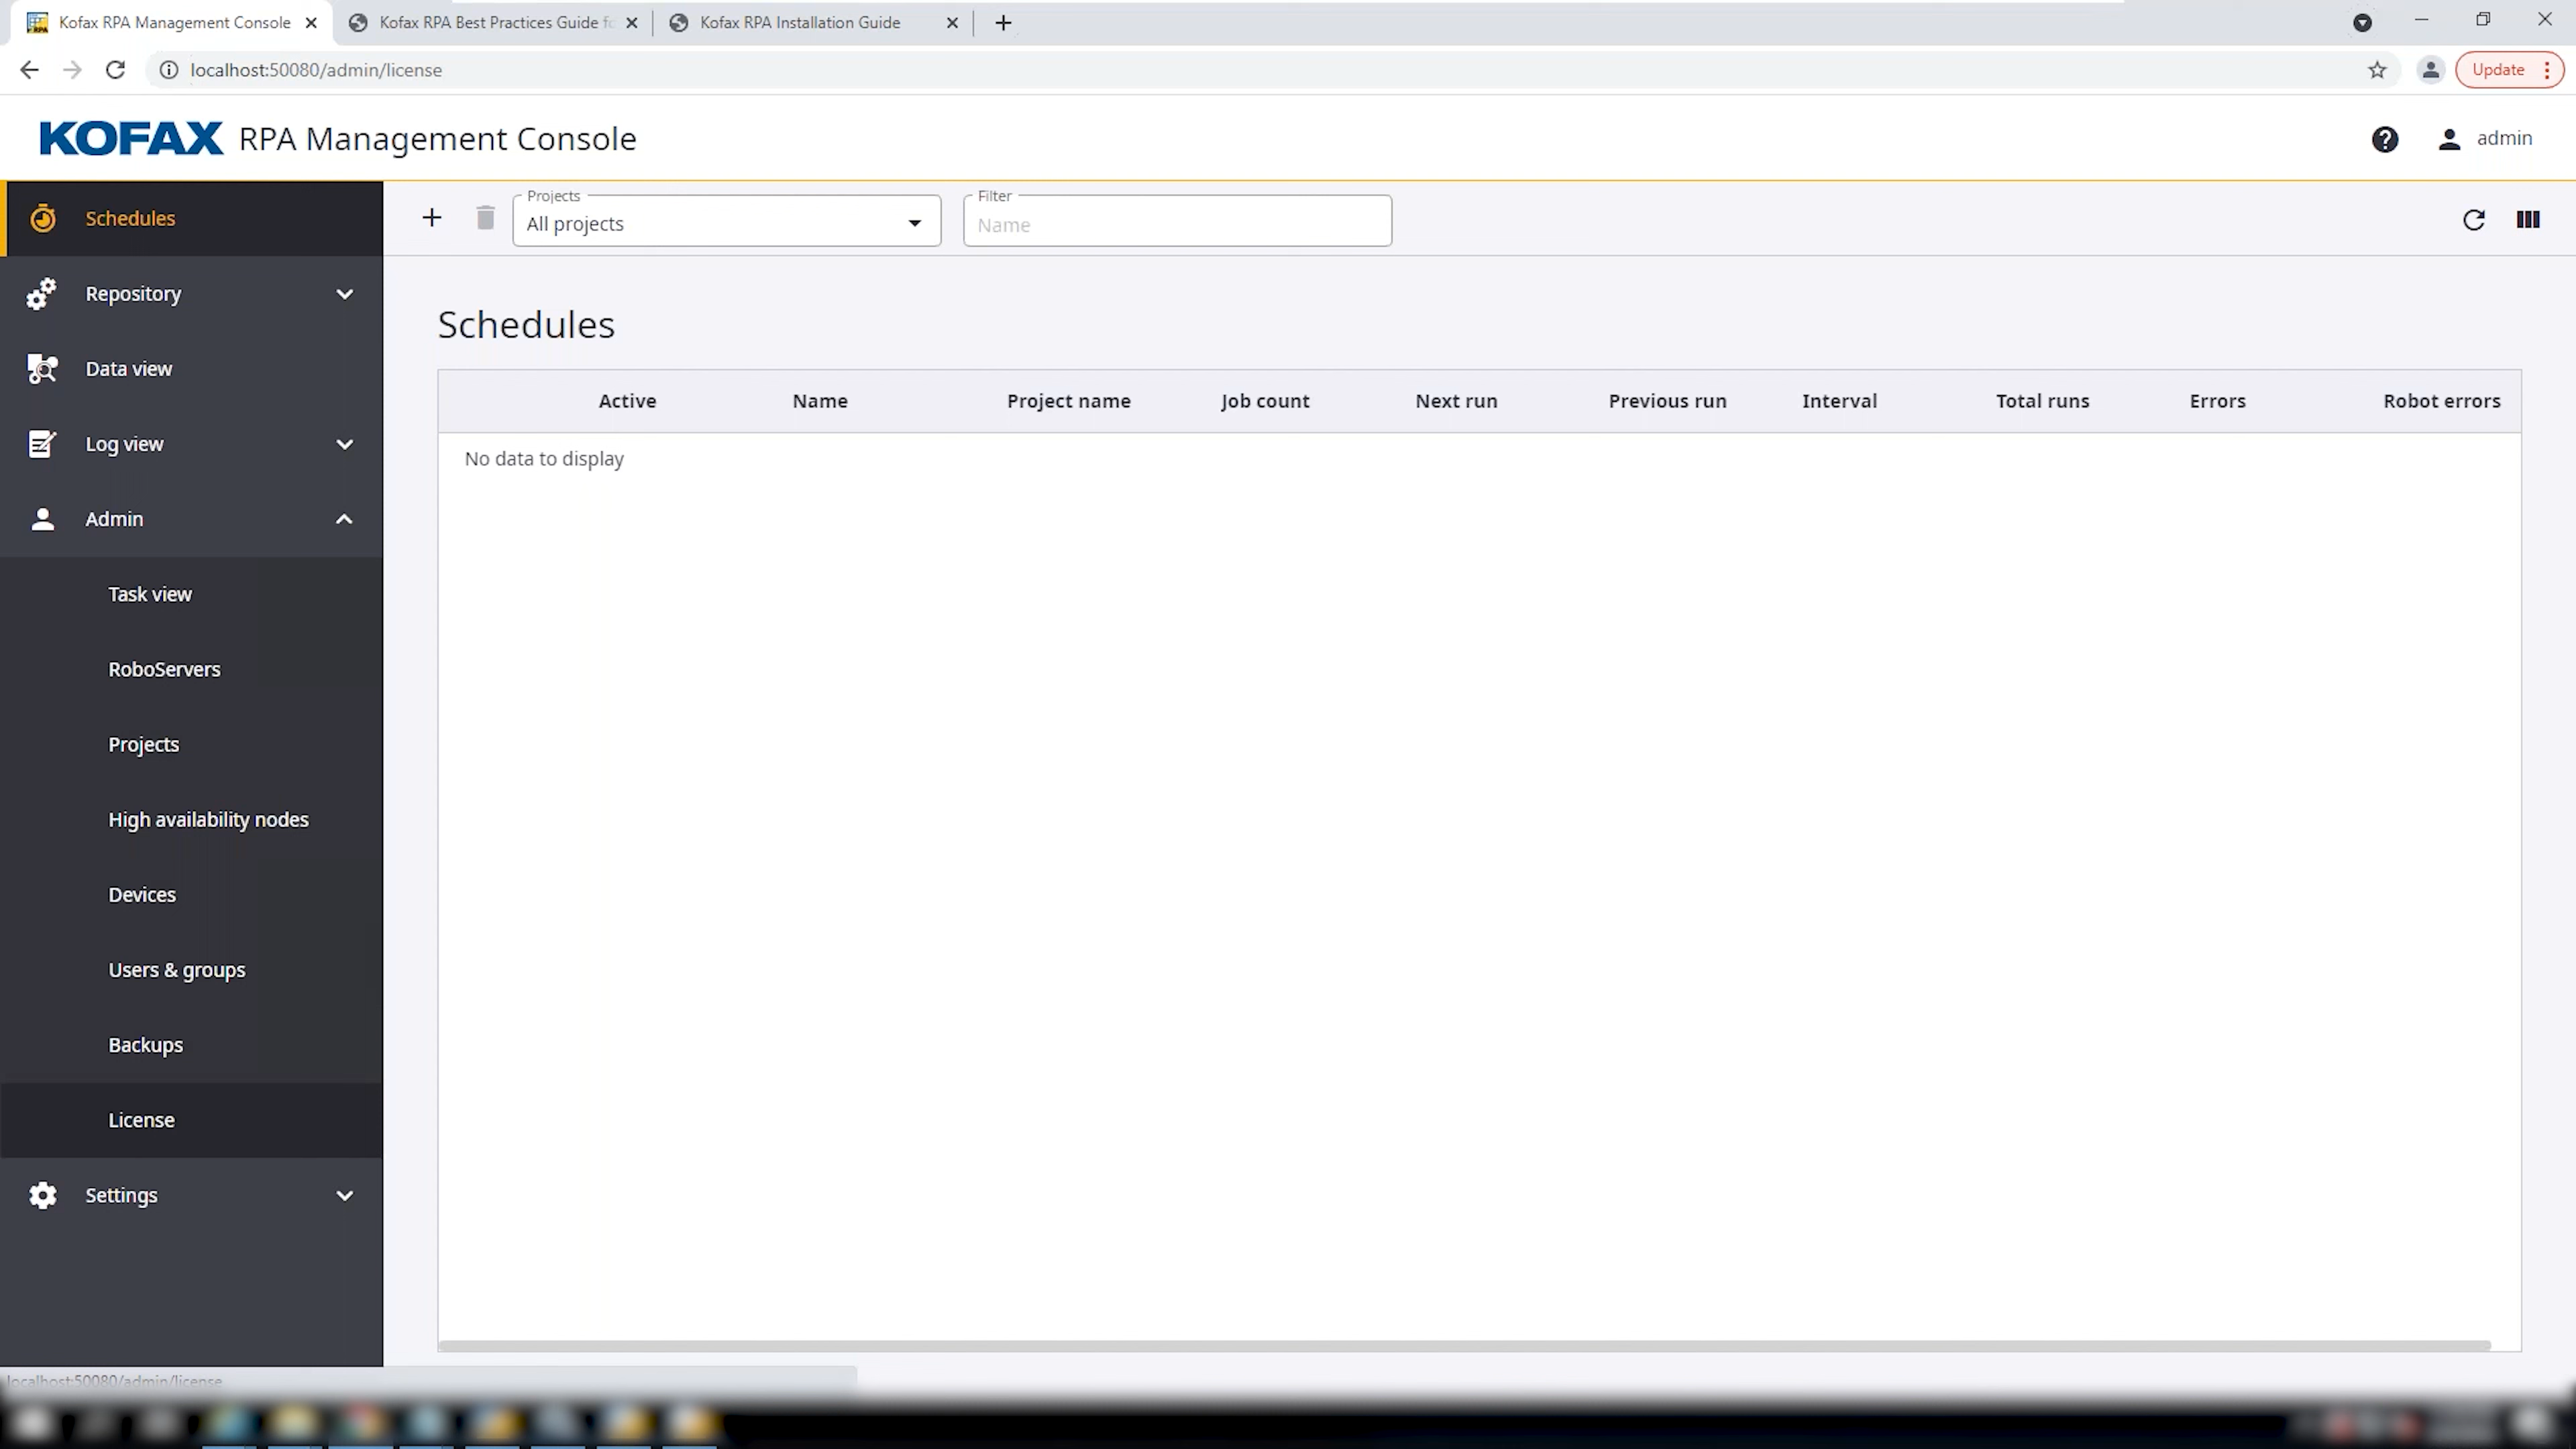 Kofax RPA Management Console
Kofax RPA Best Practices Guide fo
Kofax RPA Installation Guide
localhost:50080/admin/license
Update
KOFAX RPA Management Console
admin
Schedules
Repository
Data view
Log view
Admin
Task view
RoboServers
Projects
High availability nodes
Devices
Users & groups
Backups
License
Settings
Projects
All projects
Filter
Name
Schedules
Active Name Project name Job count Next run Previous run Interval Total runs Errors Robot errors
No data to display
localhost:50080/admin/license